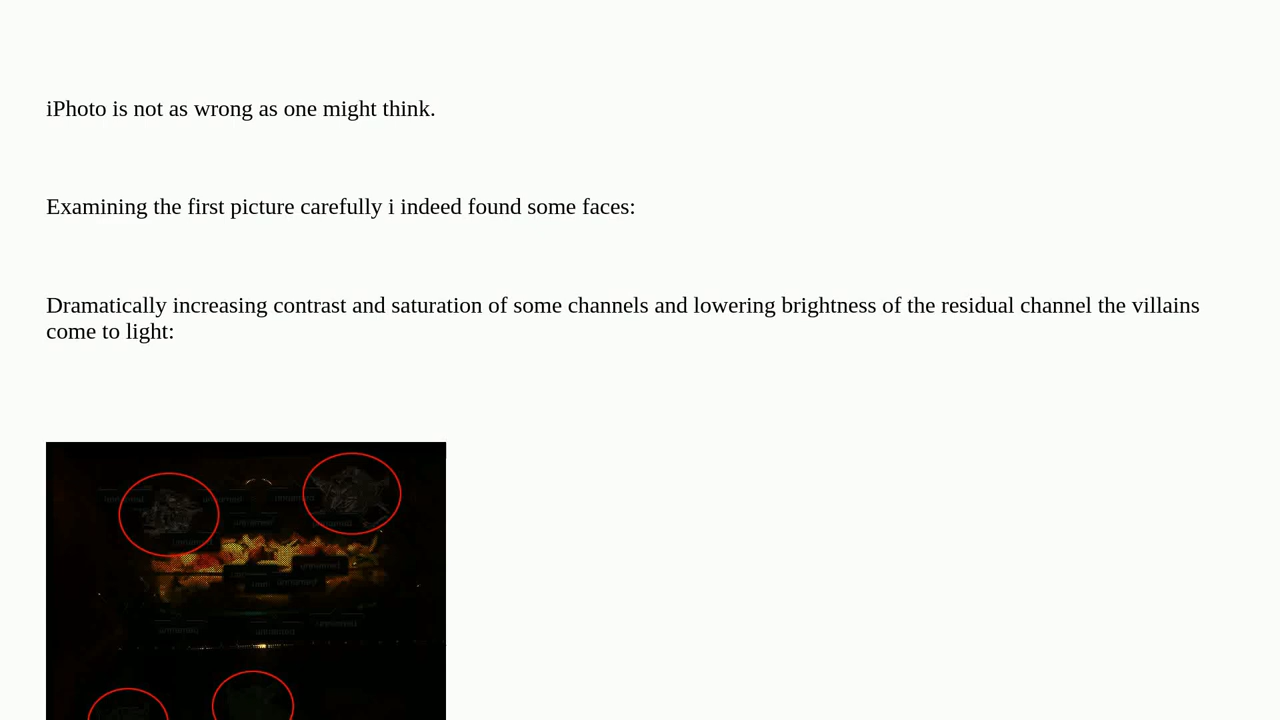 iPhoto is not as wrong as one might think.
Examining the first picture carefully i indeed found some faces:
Dramatically increasing contrast and saturation of some channels and lowering brightness of the residual channel the villains
come to light: